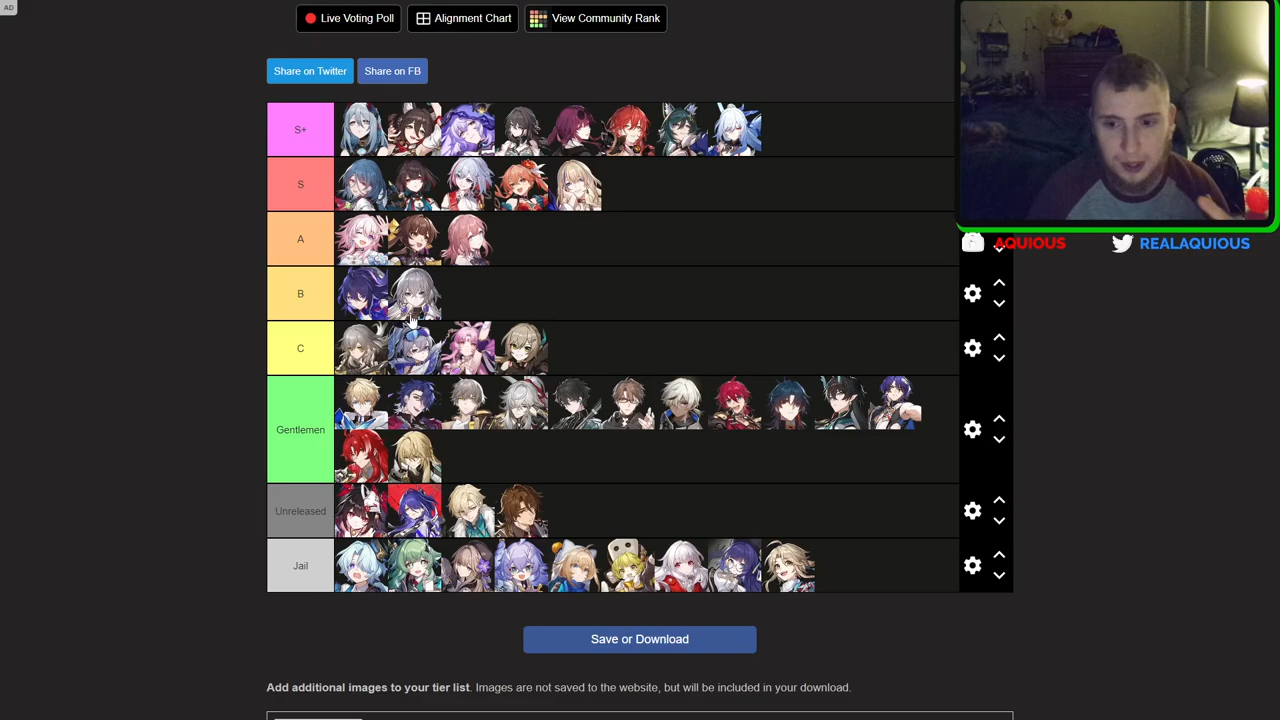 AD
Live Voting Poll
Alignment Chart
View Community Rank
Share on Twitter
Share on FB
S+
S
A
AQUIOUS
REALAQUIOUS
B
C
Gentlemen
Unreleased
Jail
Save or Download
Add additional images to your tier list. Images are not saved to the website, but will be included in your download.